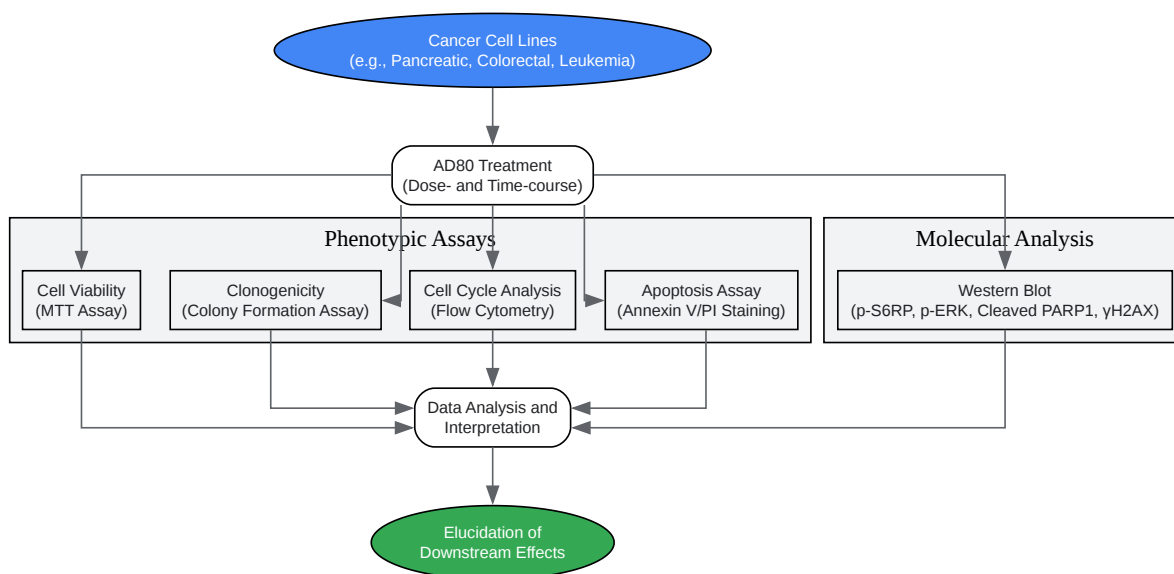 Cancer Cell Lines
(e.g., Pancreatic, Colorectal, Leukemia)
AD80 Treatment
(Dose- and Time-course)
Phenotypic Assays
Molecular Analysis
Cell Viability
(MTT Assay)
Clonogenicity
(Colony Formation Assay)
Cell Cycle Analysis
(Flow Cytometry)
Apoptosis Assay
(Annexin V/PI Staining)
Western Blot
(p-S6RP, p-ERK, Cleaved PARP1, γH2AX)
Data Analysis and
Interpretation
Elucidation of
Downstream Effects